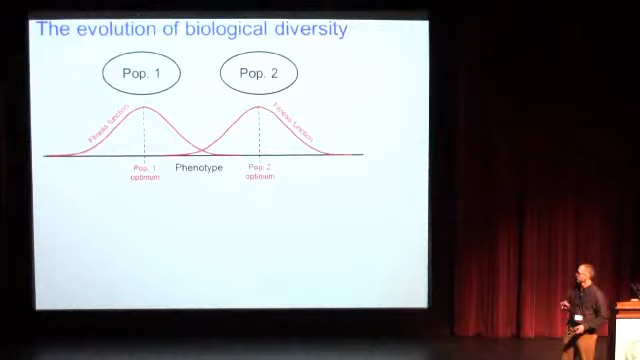 The evolution of biological diversity
Pop. 1
Pop. 2
Fitness function
Fitness function
Pop. 1
optimum
Phenotype
Pop. 2
optimum